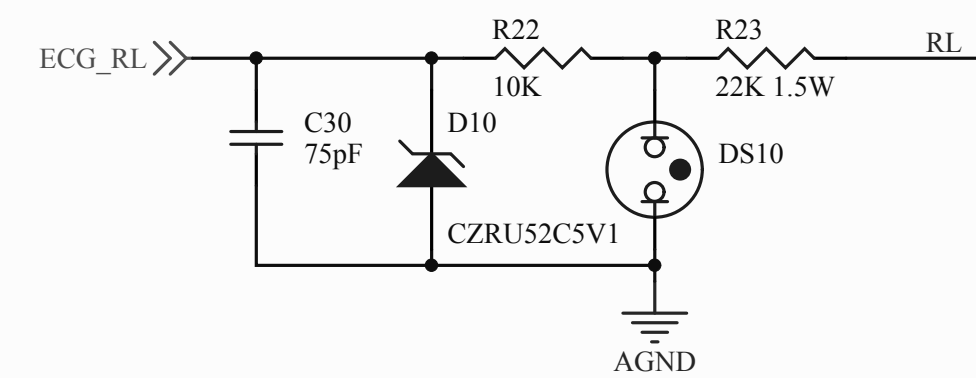 R22
R23
ECG_RL
RL
10K
22K 1.5W
C30
75pF
D10
DS10
CZRU52C5V1
AGND